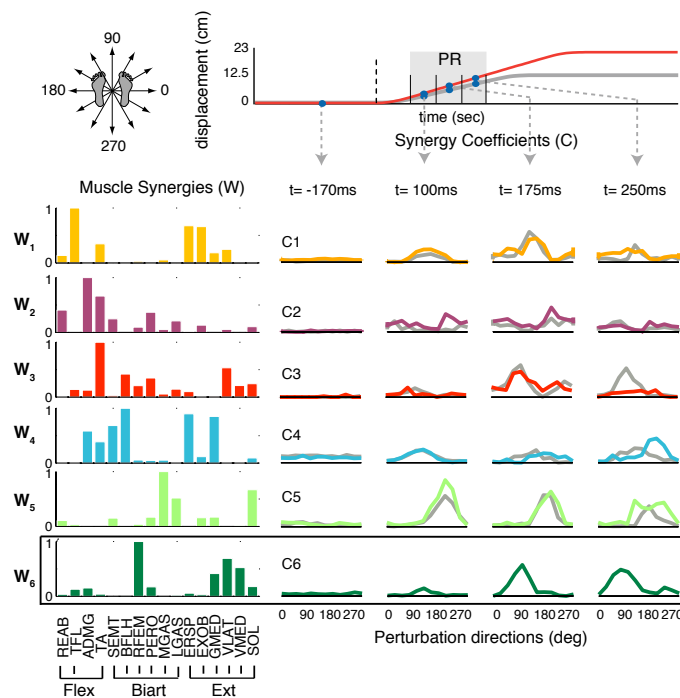 90
180
0
270
displacement (cm)
23
12.5
0
PR
time (sec)
Synergy Coefficients (C)
Muscle Synergies (W)
t= -170ms
t= 100ms
t= 175ms
t= 250ms
W1
1
0
C1
W2
1
0
C2
W3
1
0
C3
W4
1
0
C4
W5
1
0
C5
W6
1
0
C6
0 90 180 270
0 90 180 270
0 90 180 270
0 90 180 270
Perturbation directions (deg)
REAB
TFL
ADMG
TA
SEMT
BFLH
RFEM
PERO
MGAS
LGAS
ERSP
EXOB
GMED
VLAT
VMED
SOL
Flex
Biart
Ext